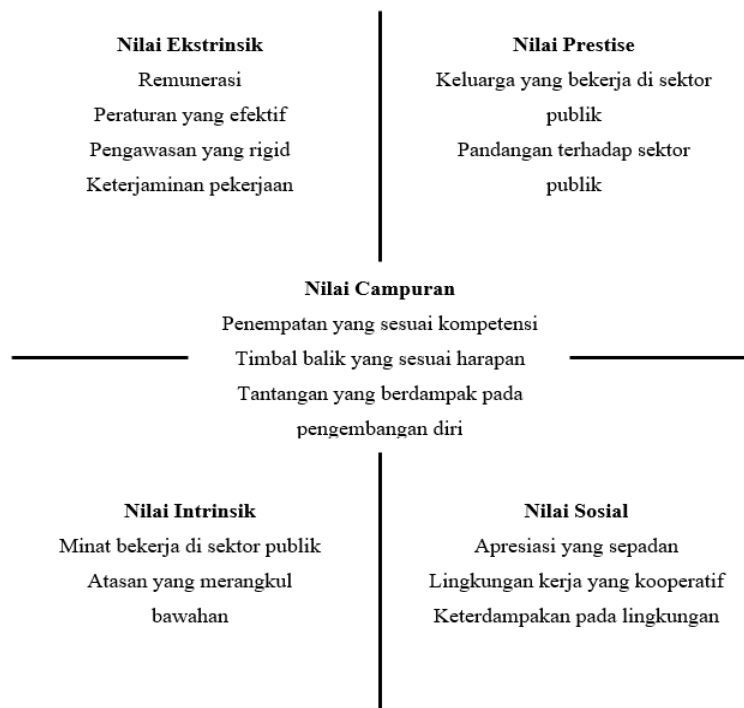 Nilai Ekstrinsik
Remunerasi
Peraturan yang efektif
Pengawasan yang rigid
Keterjaminan pekerjaan
Nilai Prestise
Keluarga yang bekerja di sektor
publik
Pandangan terhadap sektor
publik
Nilai Campuran
Penempatan yang sesuai kompetensi
Timbal balik yang sesuai harapan
Tantangan yang berdampak pada
pengembangan diri
Nilai Intrinsik
Minat bekerja di sektor publik
Atasan yang merangkul
bawahan
Nilai Sosial
Apresiasi yang sepadan
Lingkungan kerja yang kooperatif
Keterdampakan pada lingkungan